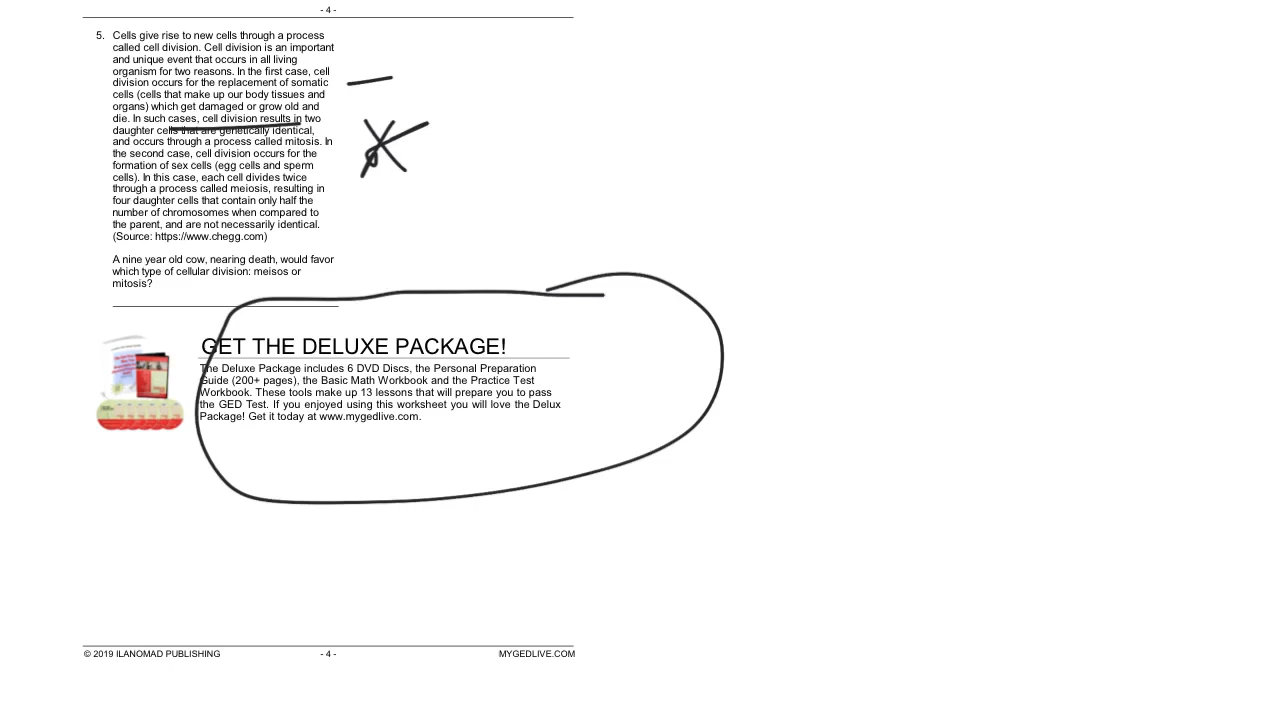 - 4 -
5. Cells give rise to new cells through a process
called cell division. Cell division is an important
and unique event that occurs in all living
organism for two reasons. In the first case, cell
division occurs for the replacement of somatic
cells (cells that make up our body tissues and
organs) which get damaged or grow old and
die. In such cases, cell division results in two
daughter cells that are genetically identical,
and occurs through a process called mitosis. In
the second case, cell division occurs for the
formation of sex cells (egg cells and sperm
cells). In this case, each cell divides twice
through a process called meiosis, resulting in
four daughter cells that contain only half the
number of chromosomes when compared to
the parent, and are not necessarily identical.
(Source: https://www.chegg.com)
A nine year old cow, nearing death, would favor
which type of cellular division: meisos or
mitosis?
GET THE DELUXE PACKAGE!
The Deluxe Package includes 6 DVD Discs, the Personal Preparation
Guide (200+ pages), the Basic Math Workbook and the Practice Test
Workbook. These tools make up 13 lessons that will prepare you to pass
the GED Test. If you enjoyed using this worksheet you will love the Delux
Package! Get it today at www.mygedlive.com.
© 2019 ILANOMAD PUBLISHING - 4 - MYGEDLIVE.COM